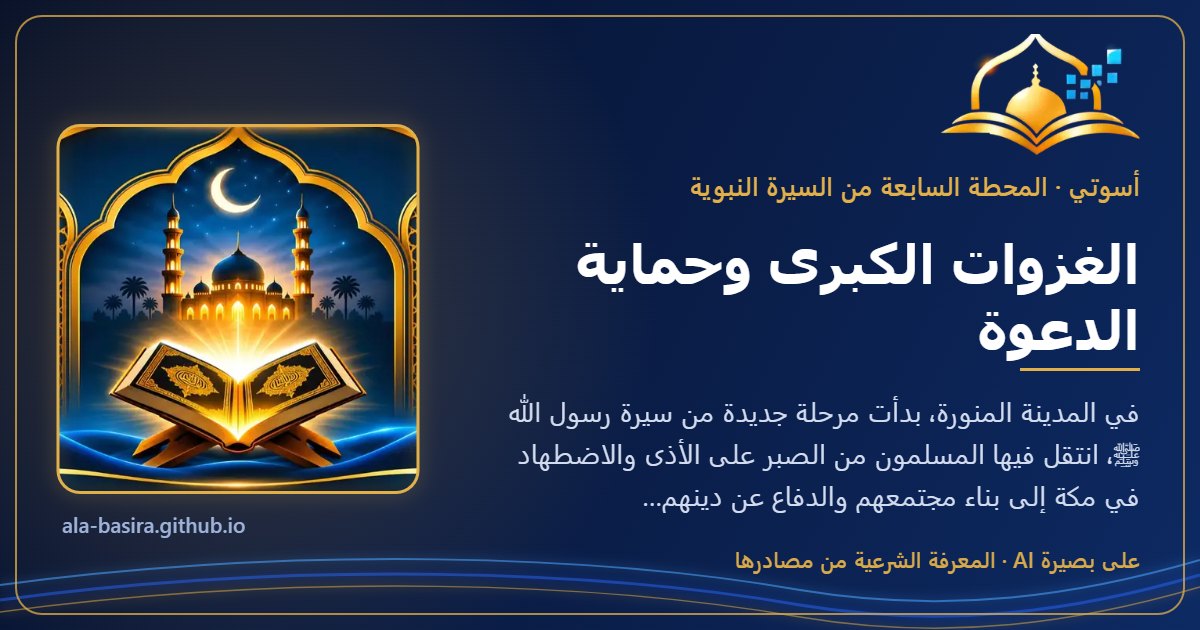 أسوتي · المحطة السابعة من السيرة النبوية
الغزوات الكبرى وحماية
الدعوة
في المدينة المنورة، بدأت مرحلة جديدة من سيرة رسول الله
ﷺ، انتقل فيها المسلمون من الصبر على الأذى والاضطهاد
في مكة إلى بناء مجتمعهم والدفاع عن دينهم...
ala-basira.github.io
على بصيرة AI · المعرفة الشرعية من مصادرها